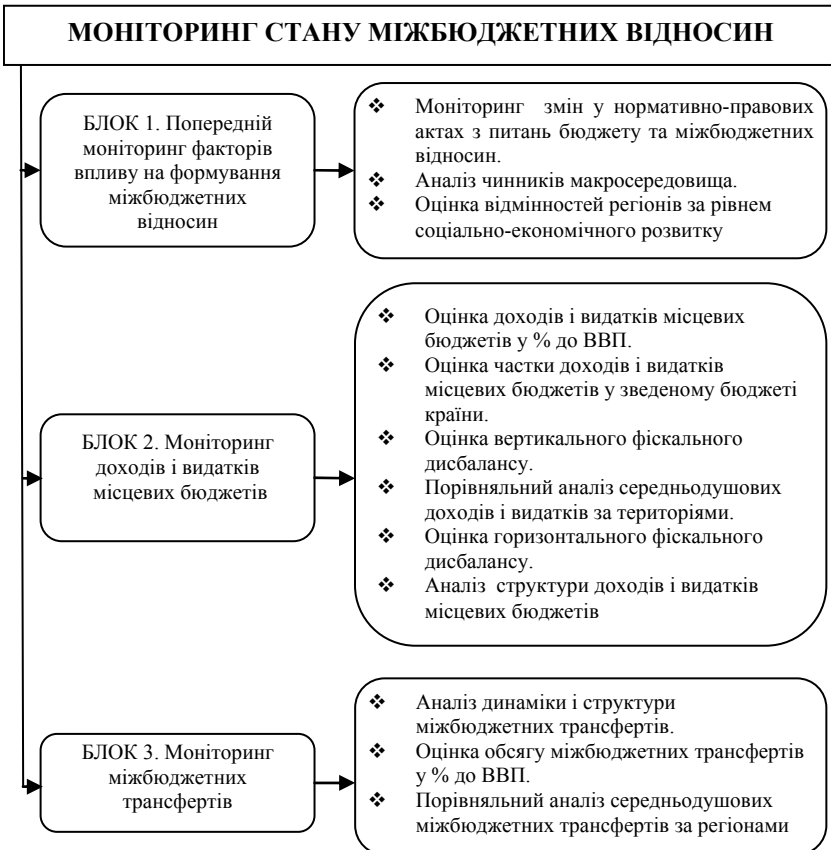 МОНІТОРИНГ СТАНУ МІЖБЮДЖЕТНИХ ВІДНОСИН
БЛОК 1. Попередній
моніторинг факторів
впливу на формування
міжбюджетних
відносин
❖ Моніторинг змін у нормативно-правових
актах з питань бюджету та міжбюджетних
відносин.
❖ Аналіз чинників макросередовища.
❖ Оцінка відмінностей регіонів за рівнем
соціально-економічного розвитку
БЛОК 2. Моніторинг
доходів і видатків
місцевих бюджетів
❖ Оцінка доходів і видатків місцевих
бюджетів у % до ВВП.
❖ Оцінка частки доходів і видатків
місцевих бюджетів у зведеному бюджеті
країни.
❖ Оцінка вертикального фіскального
дисбалансу.
❖ Порівняльний аналіз середньодушових
доходів і видатків за територіями.
❖ Оцінка горизонтального фіскального
дисбалансу.
❖ Аналіз структури доходів і видатків
місцевих бюджетів
БЛОК 3. Моніторинг
міжбюджетних
трансфертів
❖ Аналіз динаміки і структури
міжбюджетних трансфертів.
❖ Оцінка обсягу міжбюджетних трансфертів
у % до ВВП.
❖ Порівняльний аналіз середньодушових
міжбюджетних трансфертів за регіонами